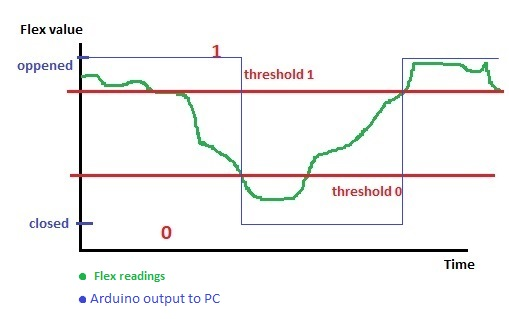 Flex value
oppened
1
threshold 1
threshold 0
closed
0
Time
Flex readings
Arduino output to PC